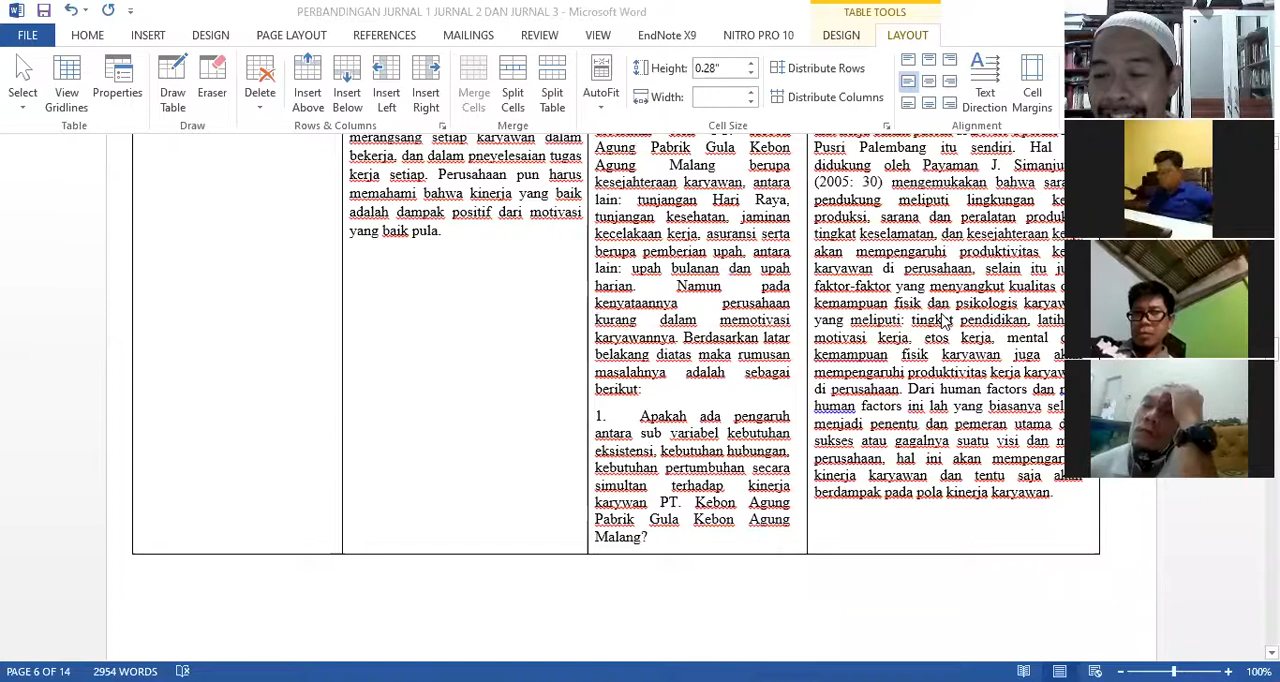 PERBANDINGAN JURNAL 1 JURNAL 2 DAN JURNAL 3 - Microsoft Word
TABLE TOOLS
FILE
HOME
INSERT
DESIGN
PAGE LAYOUT
REFERENCES
MAILINGS
REVIEW
VIEW
EndNote X9
NITRO PRO 10
DESIGN
LAYOUT
Select
View
Gridlines
Properties
Table
Draw
Table
Eraser
Draw
Delete
Insert
Above
Insert
Below
Insert
Left
Insert
Right
Rows & Columns
Merge
Cells
Split
Cells
Split
Table
Merge
AutoFit
Height: 0.28"
Width:
Distribute Rows
Distribute Columns
Cell Size
Text
Direction
Cell
Margins
Alignment
merangsang setiap karyawan dalam
bekerja, dan dalam pneyelesaian tugas
kerja setiap. Perusahaan pun harus
memahami bahwa kinerja yang baik
adalah dampak positif dari motivasi
yang baik pula.
Agung Pabrik Gula Kebon
Agung Malang berupa
kesejahteraan karyawan, antara
lain: tunjangan Hari Raya,
tunjangan kesehatan, jaminan
kecelakaan kerja, asuransi serta
berupa pemberian upah, antara
lain: upah bulanan dan upah
harian. Namun pada
kenyataannya perusahaan
kurang dalam memotivasi
karyawannya. Berdasarkan latar
belakang diatas maka rumusan
masalahnya adalah sebagai
berikut:
1. Apakah ada pengaruh
antara sub variabel kebutuhan
eksistensi, kebutuhan hubungan,
kebutuhan pertumbuhan secara
simultan terhadap kinerja
karywan PT. Kebon Agung
Pabrik Gula Kebon Agung
Malang?
Pusri Palembang itu sendiri. Hal
didukung oleh Payaman J. Simanju
(2005: 30) mengemukakan bahwa sara
pendukung meliputi lingkungan ke
produksi, sarana dan peralatan produ
tingkat keselamatan, dan kesejahteraan ke
akan mempengaruhi produktivitas ke
karyawan di perusahaan, selain itu ju
faktor-faktor yang menyangkut kualitas
kemampuan fisik dan psikologis karyaw
yang meliputi: tingkat pendidikan, latih
motivasi kerja, etos kerja, mental
kemampuan fisik karyawan juga
mempengaruhi produktivitas kerja karyaw
di perusahaan. Dari human factors dan
human factors ini lah yang biasanya sel
menjadi penentu dan pemeran utama
sukses atau gagalnya suatu visi dan
perusahaan, hal ini akan mempengar
kinerja karyawan dan tentu saja
berdampak pada pola kinerja karyawan.
PAGE 6 OF 14
2954 WORDS
100%